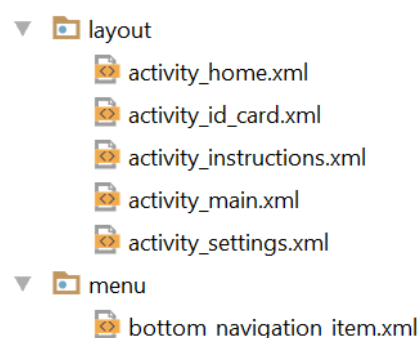 layout
activity_home.xml
activity_id_card.xml
activity_instructions.xml
activity_main.xml
activity_settings.xml
menu
bottom_navigation_item.xml